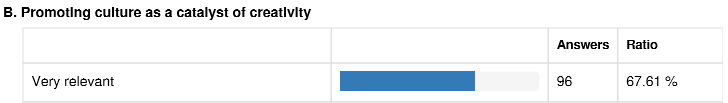 B. Promoting culture as a catalyst of creativity
Answers Ratio
Very relevant 96 67.61 %